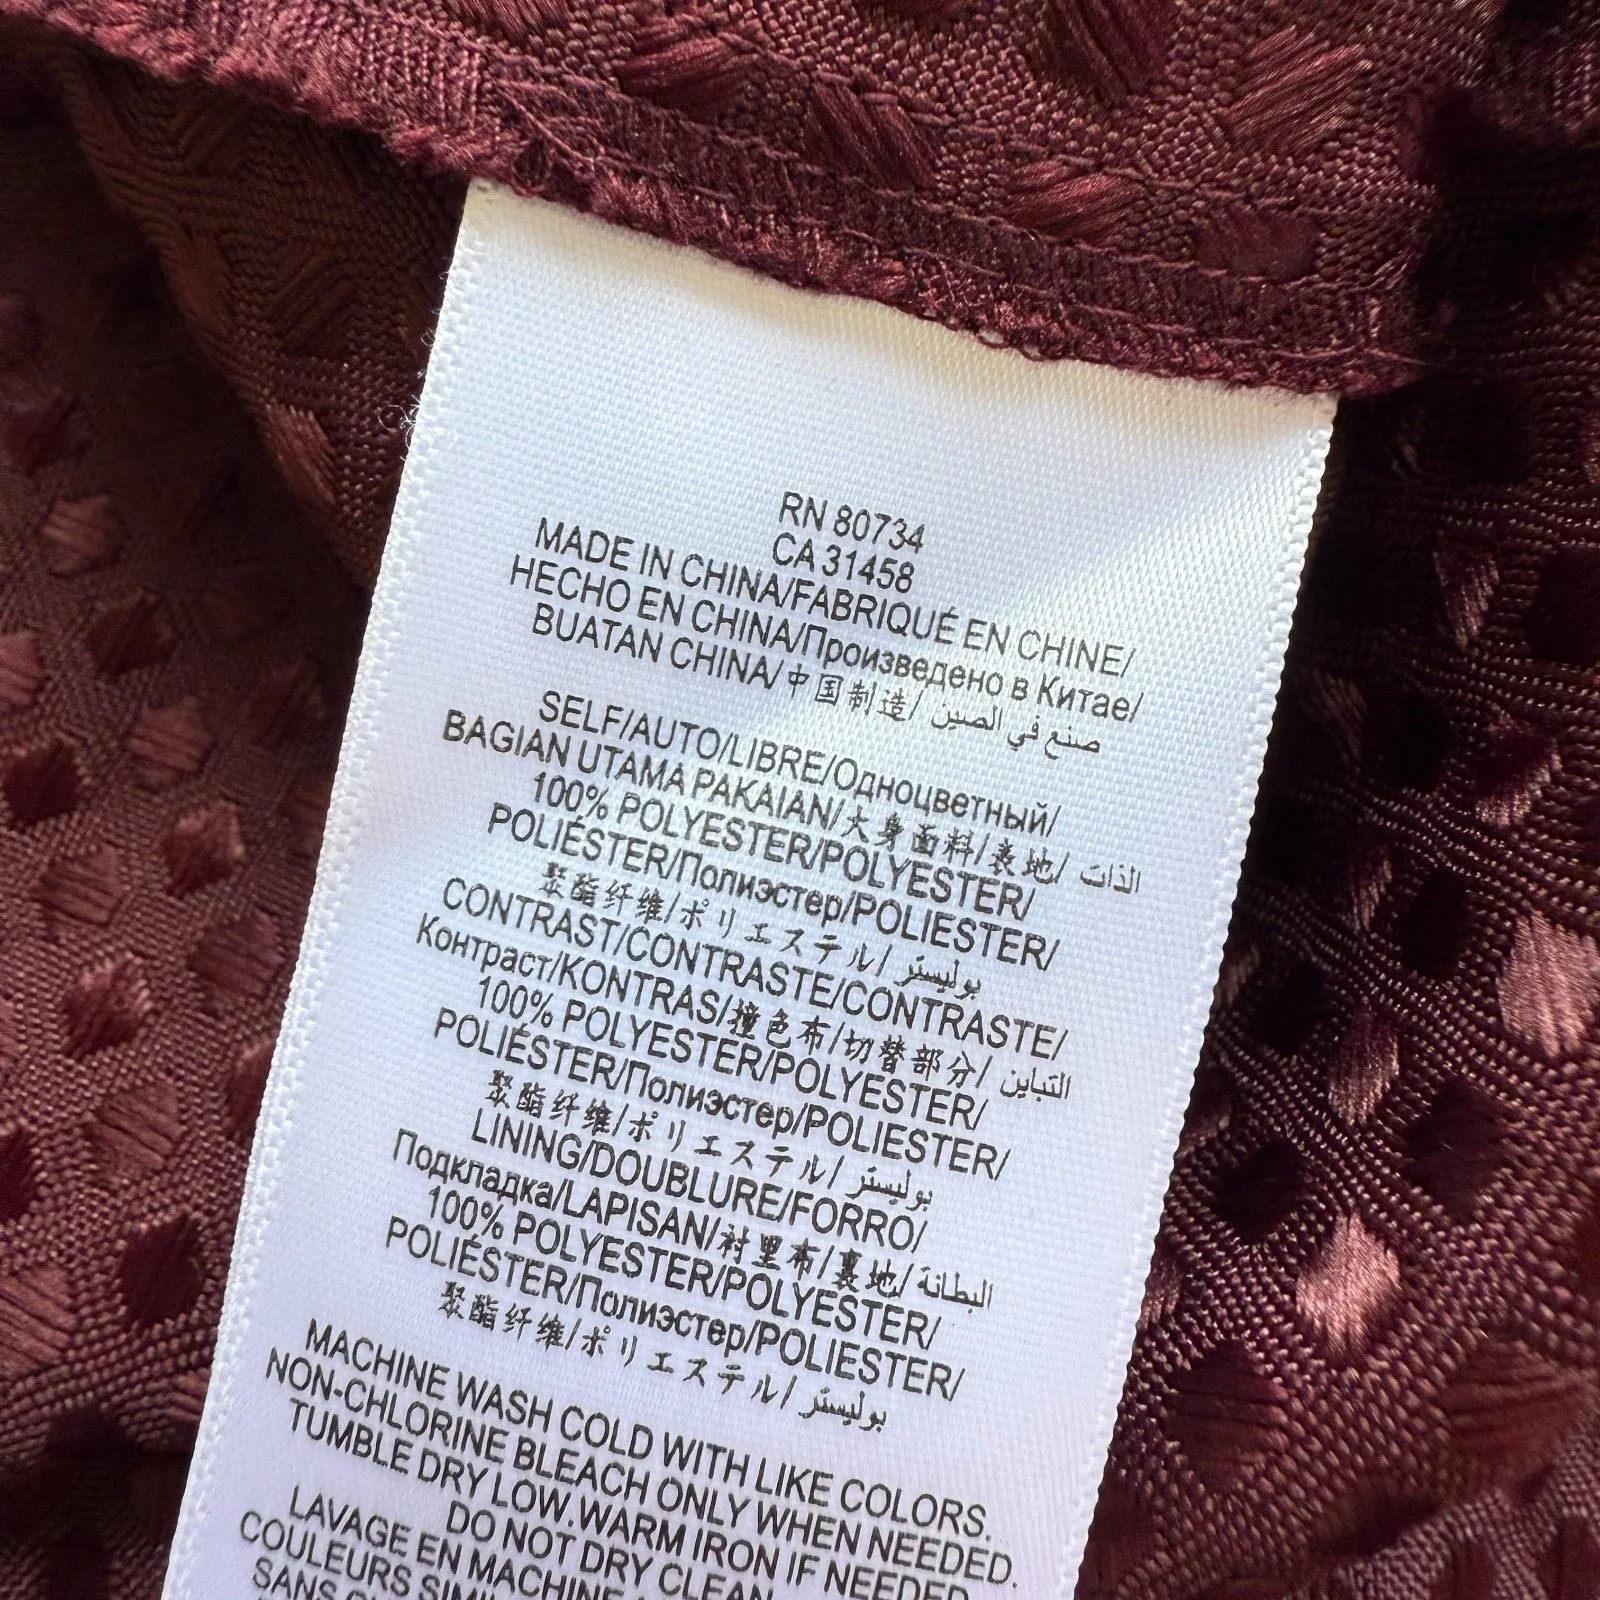 RN 80734
CA 31458
MADE IN CHINA/FABRIQUÉ EN CHINE/
HECHO EN CHINA/Произведено в Китае/
BUATAN CHINA/中国制造/ صنع في الصين
SELF/AUTO/LIBRE/Одноцветный/
BAGIAN UTAMA PAKAIAN/大身面料/表地/ الذات
100% POLYESTER/POLYESTER/
POLIÉSTER/Полиэстер/POLIESTER/
聚酯纤维/ポリエステル/ بوليستر
CONTRAST/CONTRASTE/CONTRASTE/
Контраст/KONTRAS/撞色布/切替部分/ التباين
100% POLYESTER/POLYESTER/
POLIÉSTER/Полиэстер/POLIESTER/
聚酯纤维/ポリエステル/ بوليستر
LINING/DOUBLURE/FORRO/
Подкладка/LAPISAN/衬里布/裏地/ البطانة
100% POLYESTER/POLYESTER/
POLIÉSTER/Полиэстер/POLIESTER/
聚酯纤维/ポリエステル/ بوليستر
MACHINE WASH COLD WITH LIKE COLORS.
NON-CHLORINE BLEACH ONLY WHEN NEEDED.
TUMBLE DRY LOW.WARM IRON IF NEEDED.
DO NOT DRY CLEAN
LAVAGE EN MACHINE
COULEURS
SANS